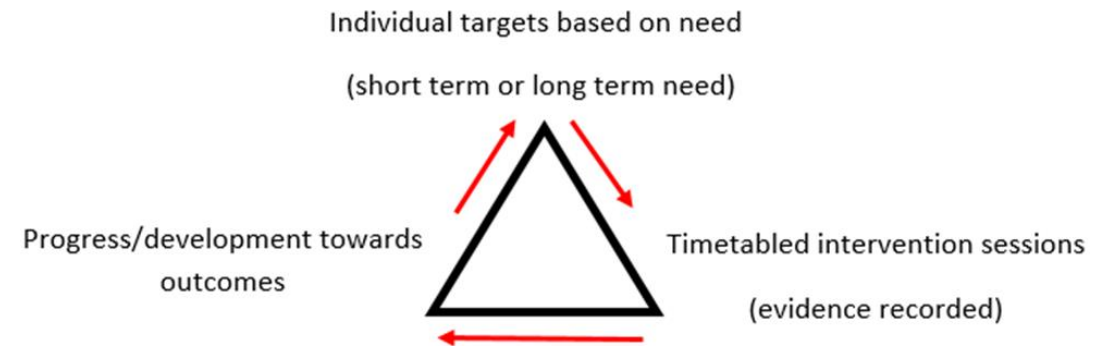 Individual targets based on need
(short term or long term need)
Progress/development towards
outcomes
Timetabled intervention sessions
(evidence recorded)